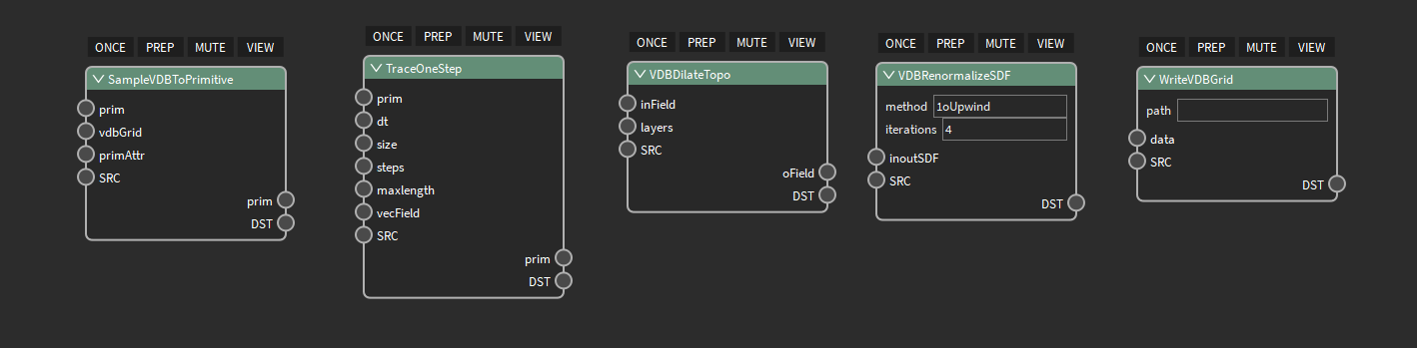 ONCE PREP MUTE VIEW
SampleVDBToPrimitive
prim
vdbGrid
primAttr
SRC
prim
DST
ONCE PREP MUTE VIEW
TraceOneStep
prim
dt
size
steps
maxlength
vecField
SRC
prim
DST
ONCE PREP MUTE VIEW
VDBDilateTopo
inField
layers
SRC
oField
DST
ONCE PREP MUTE VIEW
VDBRenormalizeSDF
method 1oUpwind
iterations 4
inoutSDF
SRC
DST
ONCE PREP MUTE VIEW
WriteVDBGrid
path
data
SRC
DST